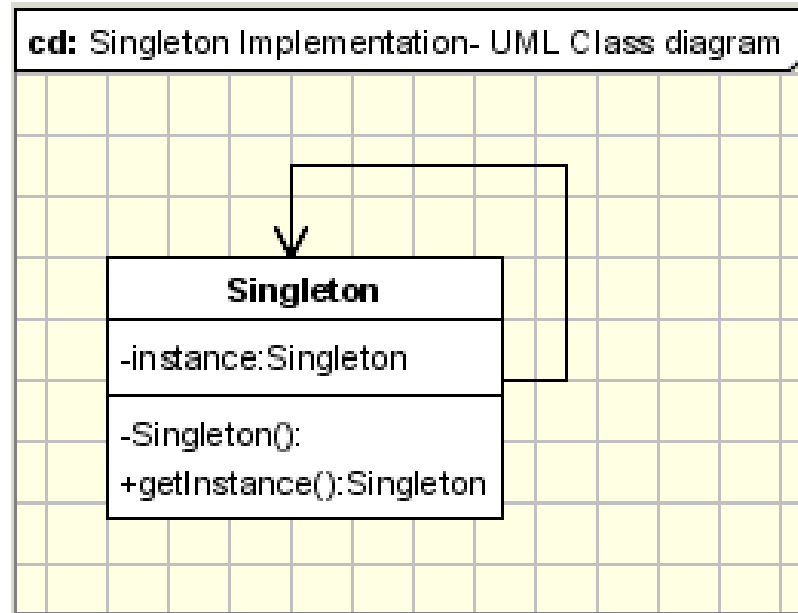 cd: Singleton Implementation- UML Class diagram
Singleton
-instance:Singleton
-Singleton():
+getInstance():Singleton